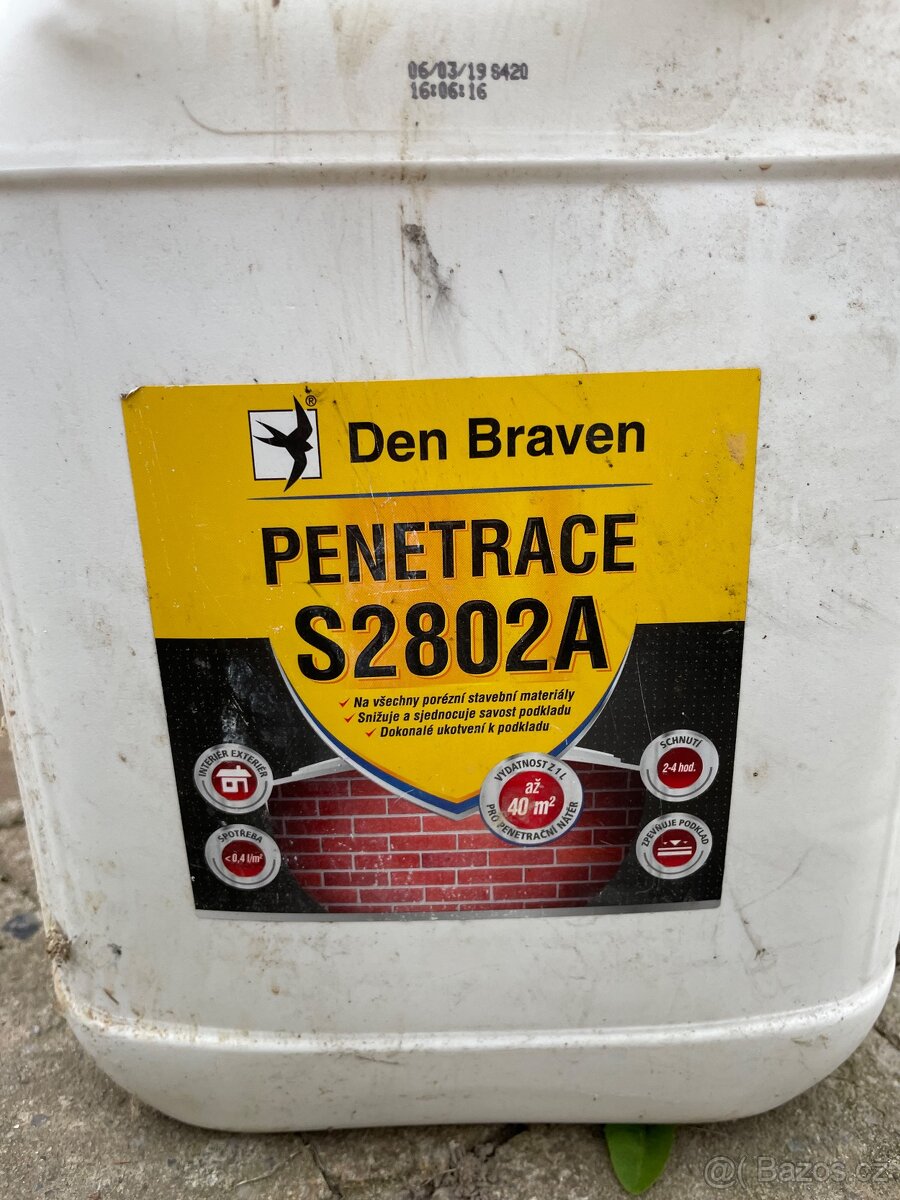 06/03/19 8420
16:06:16
®
Den Braven
PENETRACE
S2802A
Na všechny porézní stavební materiály
Snižuje a sjednocuje savost podkladu
Dokonalé ukotvení k podkladu
INTERIÉR EXTERIÉR
SPOTŘEBA
<0,4 l/m²
VYDATNOST Z 1 L
až
40 m²
PRO PENETRAČNÍ NÁTĚR
SCHNUTÍ
2-4 hod.
ZPEVŇUJE PODKLAD
@( Bazos.cz